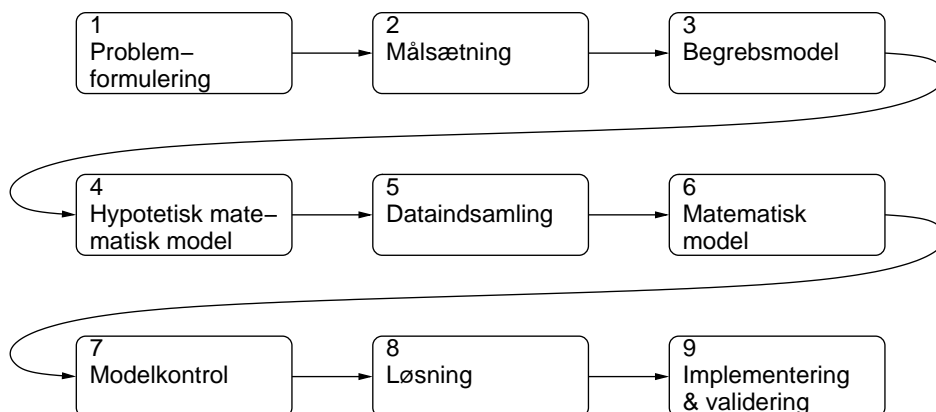 1
Problem–
formulering
2
Målsætning
3
Begrebsmodel
4
Hypotetisk mate–
matisk model
5
Dataindsamling
6
Matematisk
model
7
Modelkontrol
8
Løsning
9
Implementering
& validering